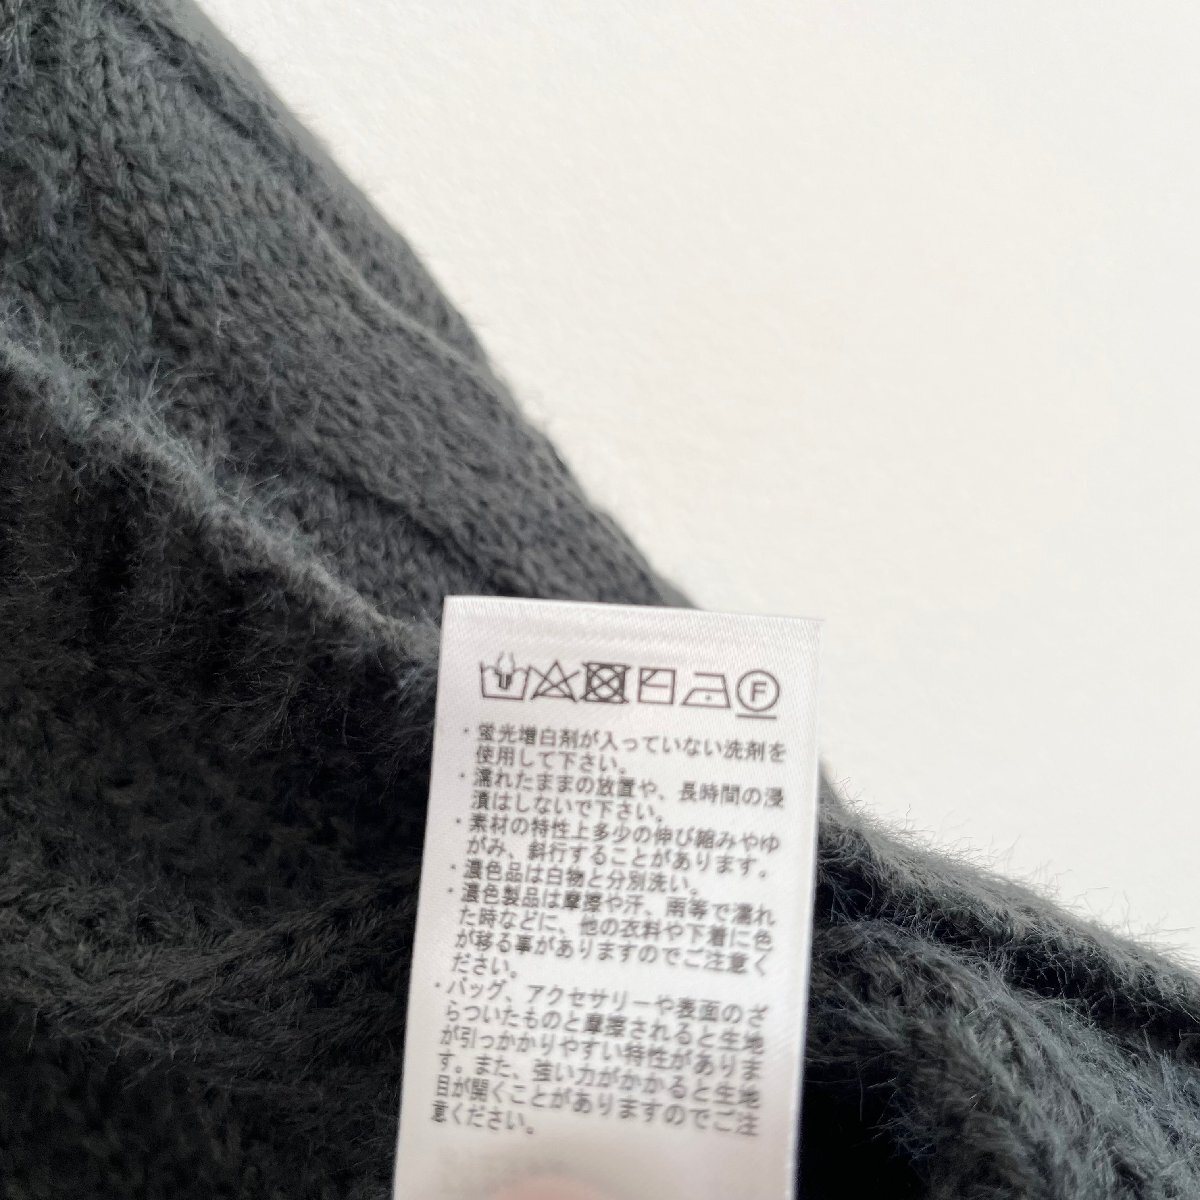 F
・蛍光増白剤が入っていない洗剤を
使用して下さい。
・濡れたままの放置や、長時間の浸
漬はしないで下さい。
・素材の特性上多少の伸び縮みやゆ
がみ、斜行することがあります。
・濃色品は白物と分別洗い。
・濃色製品は摩擦や汗、雨等で濡れ
た時などに、他の衣料や下着に色
が移る事がありますのでご注意く
ださい。
・バッグ、アクセサリーや表面のざ
らついたものと摩擦されると生地
が引っかかりやすい特性がありま
す。また、強い力がかかると生地
目が開くことがありますのでご注
意ください。